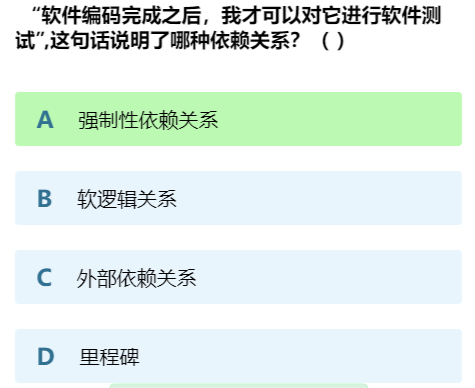 “软件编码完成之后，我才可以对它进行软件测
试”,这句话说明了哪种依赖关系？（ ）
A 强制性依赖关系
B 软逻辑关系
C 外部依赖关系
D 里程碑